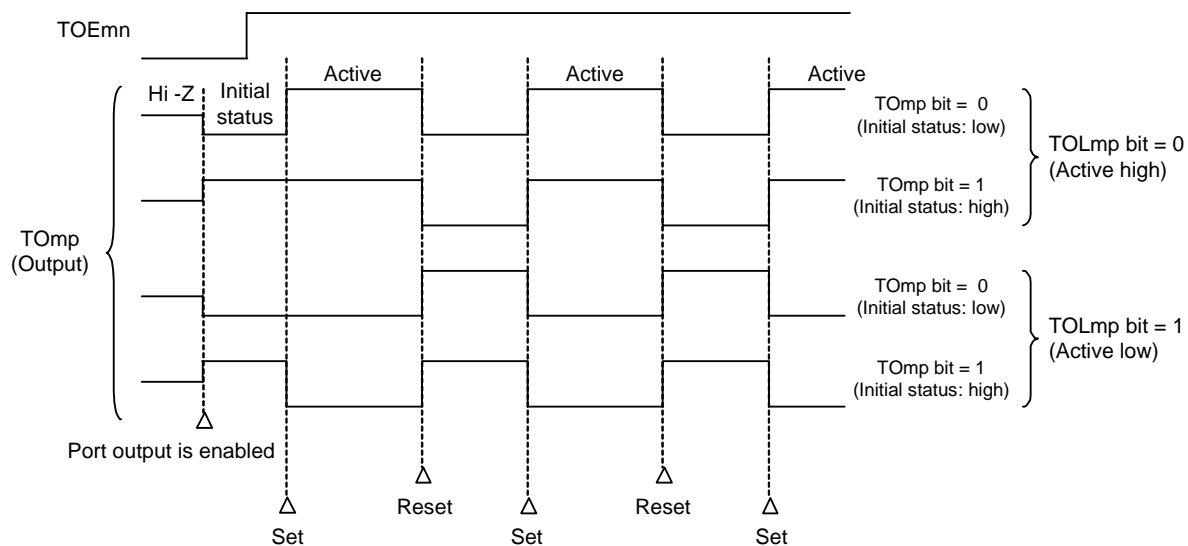 TOEmn
Active
Active
Active
Hi -Z
Initial
status
TOmp bit = 0
(Initial status: low)
TOLmp bit = 0
(Active high)
TOmp bit = 1
(Initial status: high)
TOmp
(Output)
TOmp bit = 0
(Initial status: low)
TOLmp bit = 1
(Active low)
TOmp bit = 1
(Initial status: high)
Port output is enabled
Reset
Reset
Set
Set
Set